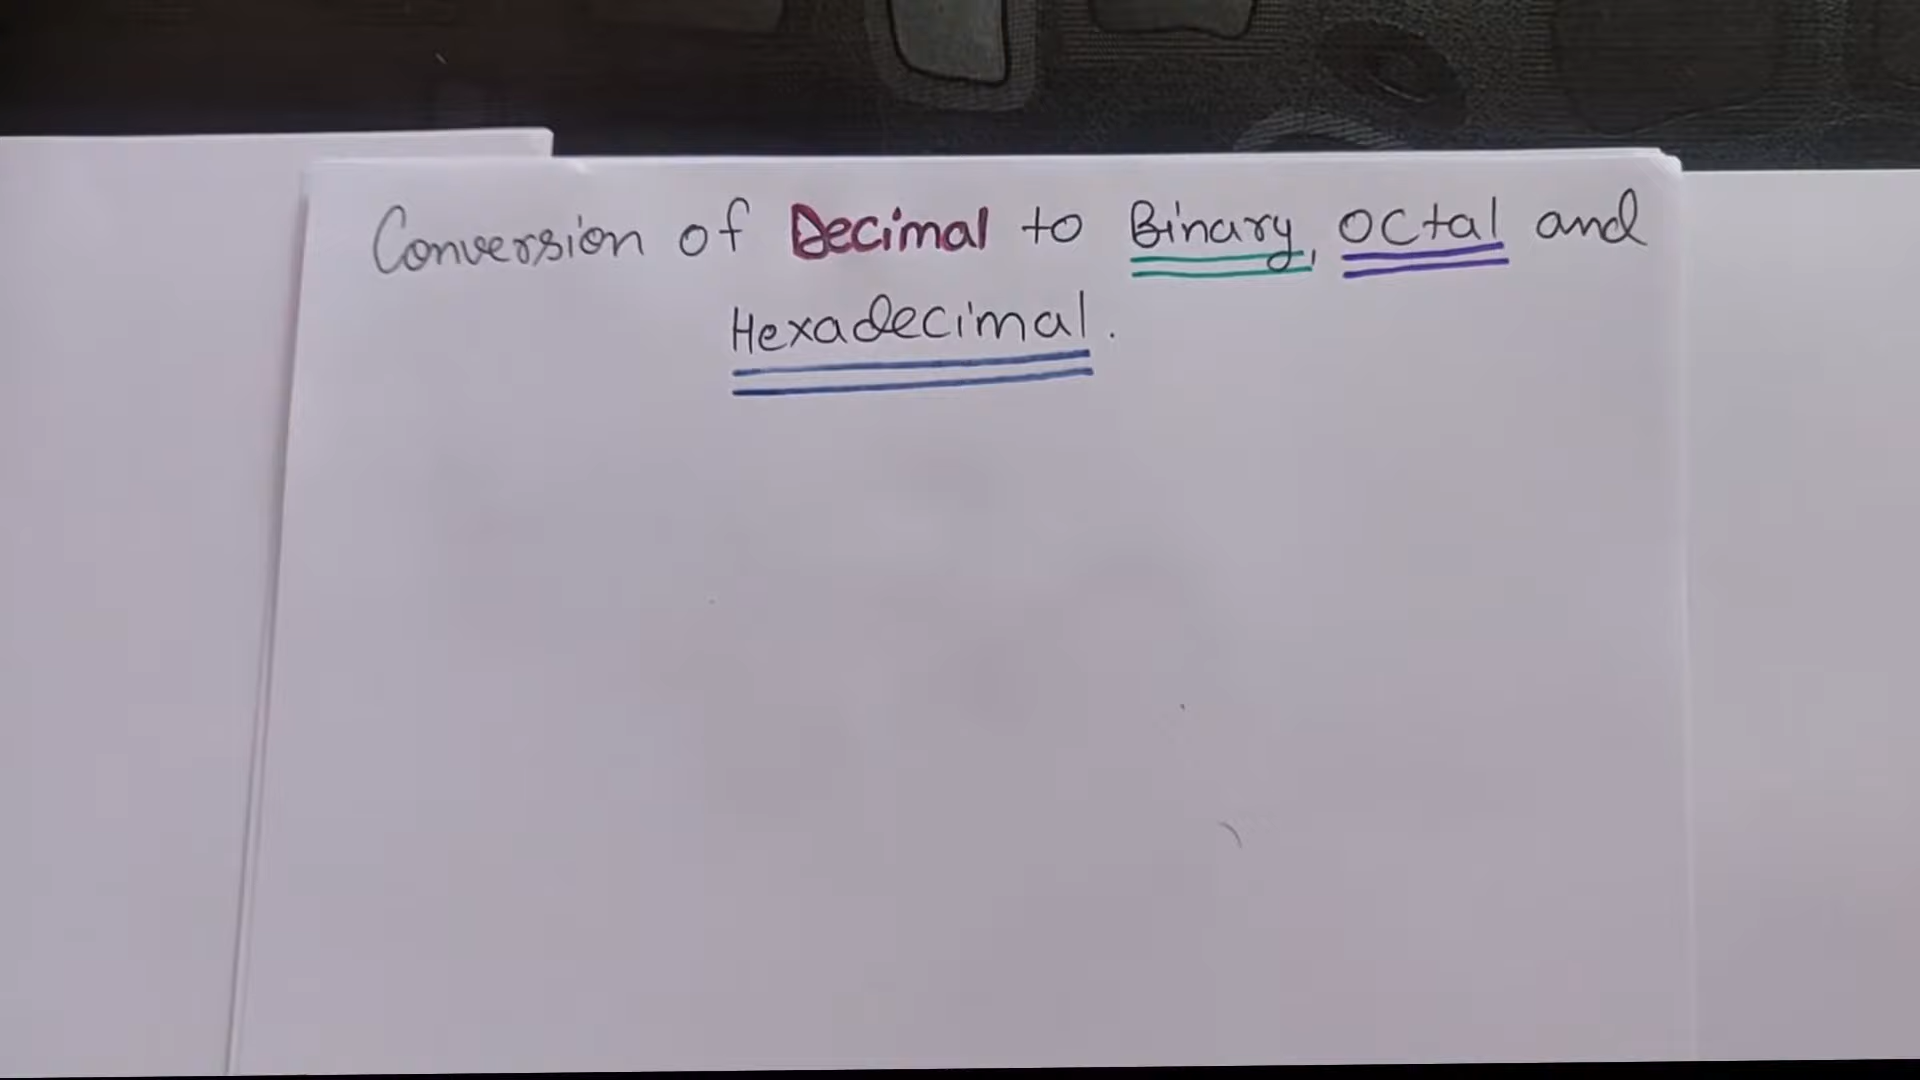 Conversion of Decimal to Binary, Octal and
Hexadecimal.